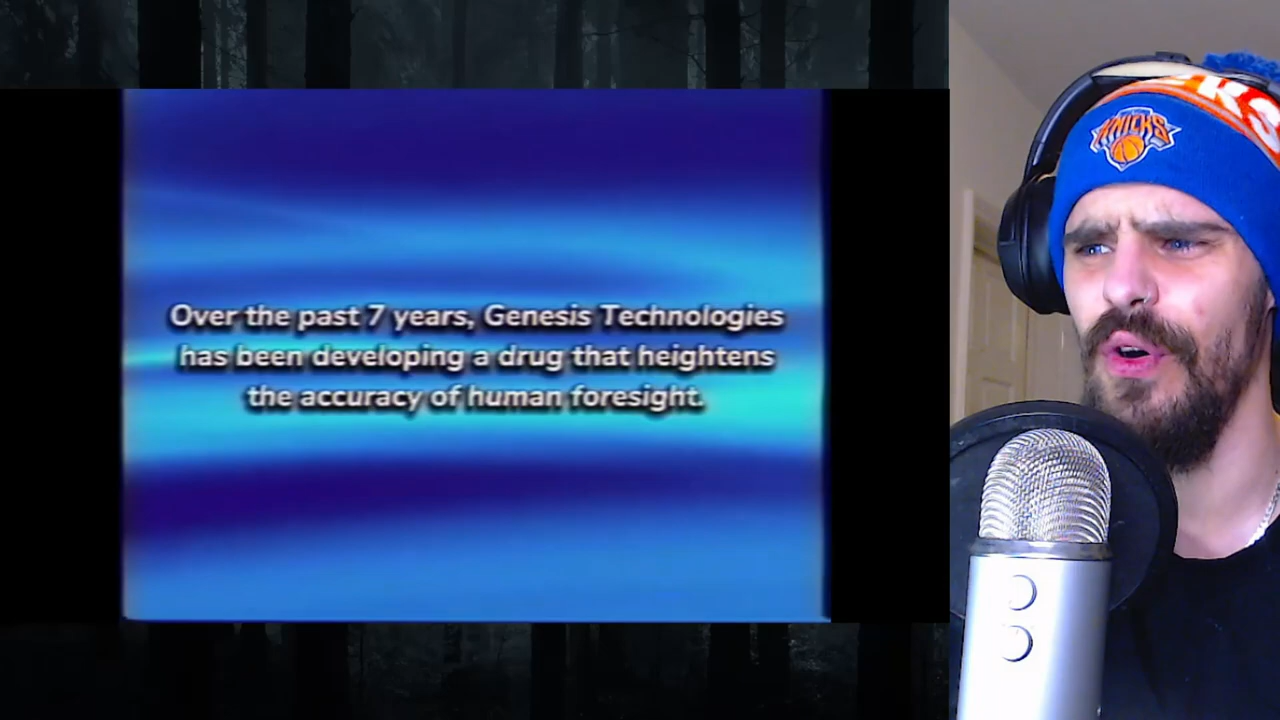 Over the past 7 years, Genesis Technologies
has been developing a drug that heightens
the accuracy of human foresight.
KNICKS